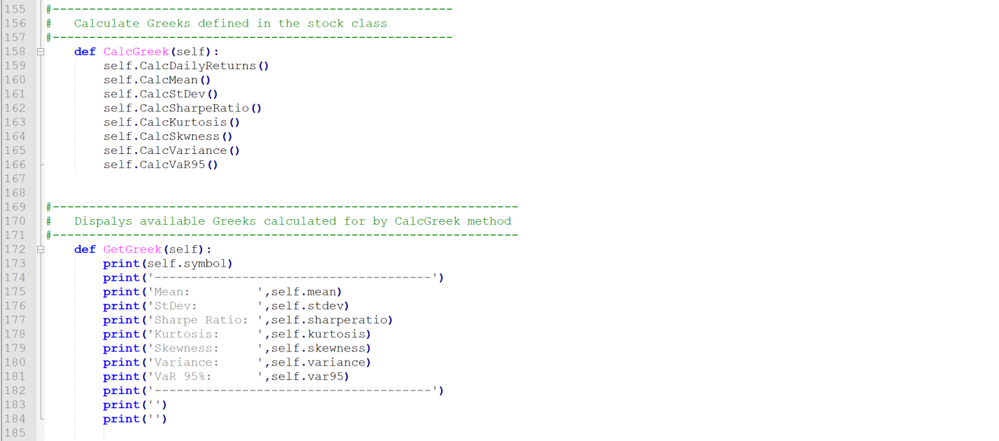 155 #-------------------------------------------------------
156 #   Calculate Greeks defined in the stock class
157 #-------------------------------------------------------
158     def CalcGreek(self):
159         self.CalcDailyReturns()
160         self.CalcMean()
161         self.CalcStDev()
162         self.CalcSharpeRatio()
163         self.CalcKurtosis()
164         self.CalcSkwness()
165         self.CalcVariance()
166         self.CalcVaR95()
167
168
169 #----------------------------------------------------------------
170 #   Dispalys available Greeks calculated for by CalcGreek method
171 #----------------------------------------------------------------
172     def GetGreek(self):
173         print(self.symbol)
174         print('--------------------------------------')
175         print('Mean:         ',self.mean)
176         print('StDev:        ',self.stdev)
177         print('Sharpe Ratio: ',self.sharperatio)
178         print('Kurtosis:     ',self.kurtosis)
179         print('Skewness:     ',self.skewness)
180         print('Variance:     ',self.variance)
181         print('VaR 95%:      ',self.var95)
182         print('--------------------------------------')
183         print('')
184         print('')
185